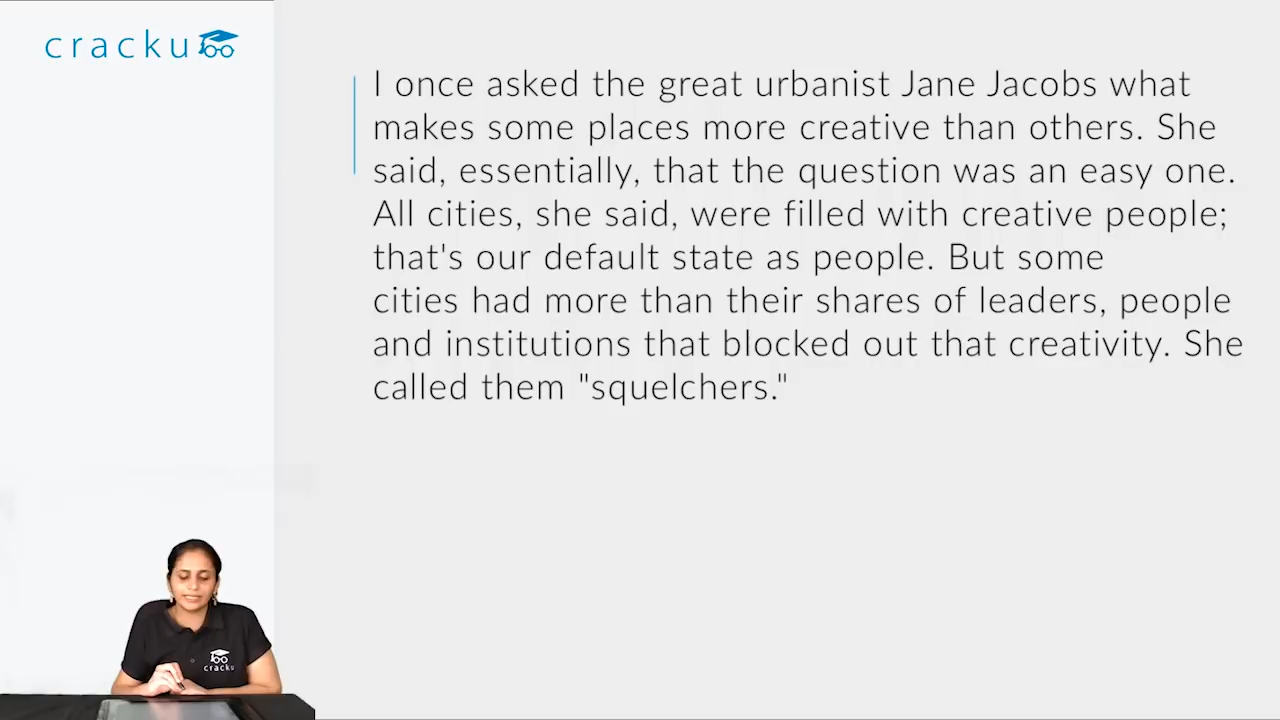 cracku
I once asked the great urbanist Jane Jacobs what
makes some places more creative than others. She
said, essentially, that the question was an easy one.
All cities, she said, were filled with creative people;
that's our default state as people. But some
cities had more than their shares of leaders, people
and institutions that blocked out that creativity. She
called them "squelchers."
cracku